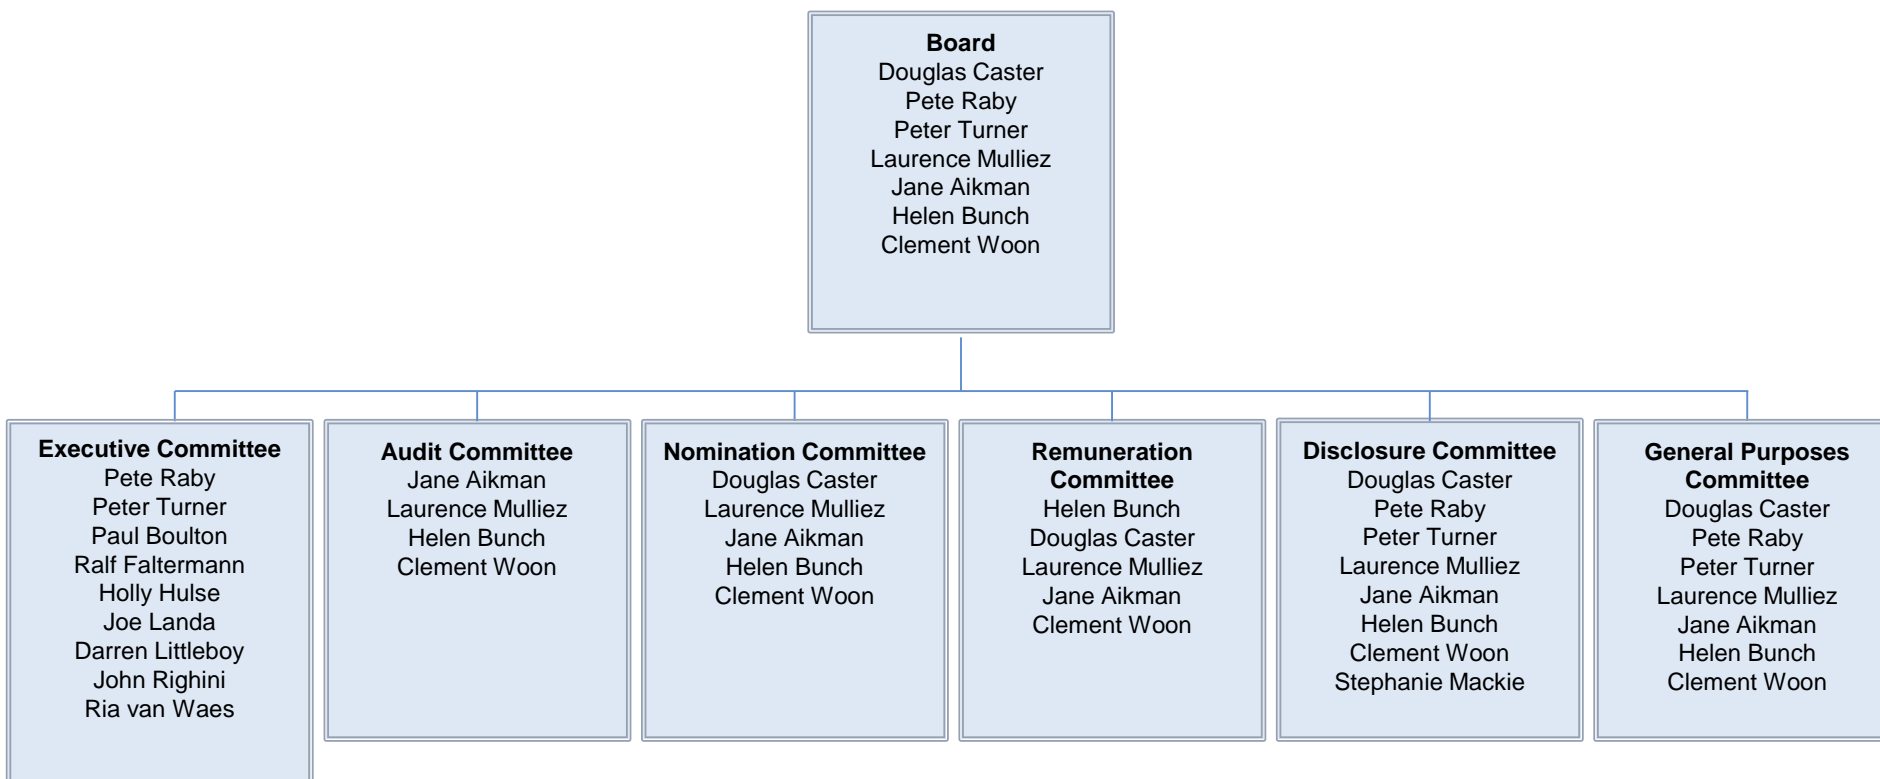 Board
Douglas Caster
Pete Raby
Peter Turner
Laurence Mulliez
Jane Aikman
Helen Bunch
Clement Woon
Executive Committee
Pete Raby
Peter Turner
Paul Boulton
Ralf Faltermann
Holly Hulse
Joe Landa
Darren Littleboy
John Righini
Ria van Waes
Audit Committee
Jane Aikman
Laurence Mulliez
Helen Bunch
Clement Woon
Nomination Committee
Douglas Caster
Laurence Mulliez
Jane Aikman
Helen Bunch
Clement Woon
Remuneration
Committee
Helen Bunch
Douglas Caster
Laurence Mulliez
Jane Aikman
Clement Woon
Disclosure Committee
Douglas Caster
Pete Raby
Peter Turner
Laurence Mulliez
Jane Aikman
Helen Bunch
Clement Woon
Stephanie Mackie
General Purposes
Committee
Douglas Caster
Pete Raby
Peter Turner
Laurence Mulliez
Jane Aikman
Helen Bunch
Clement Woon